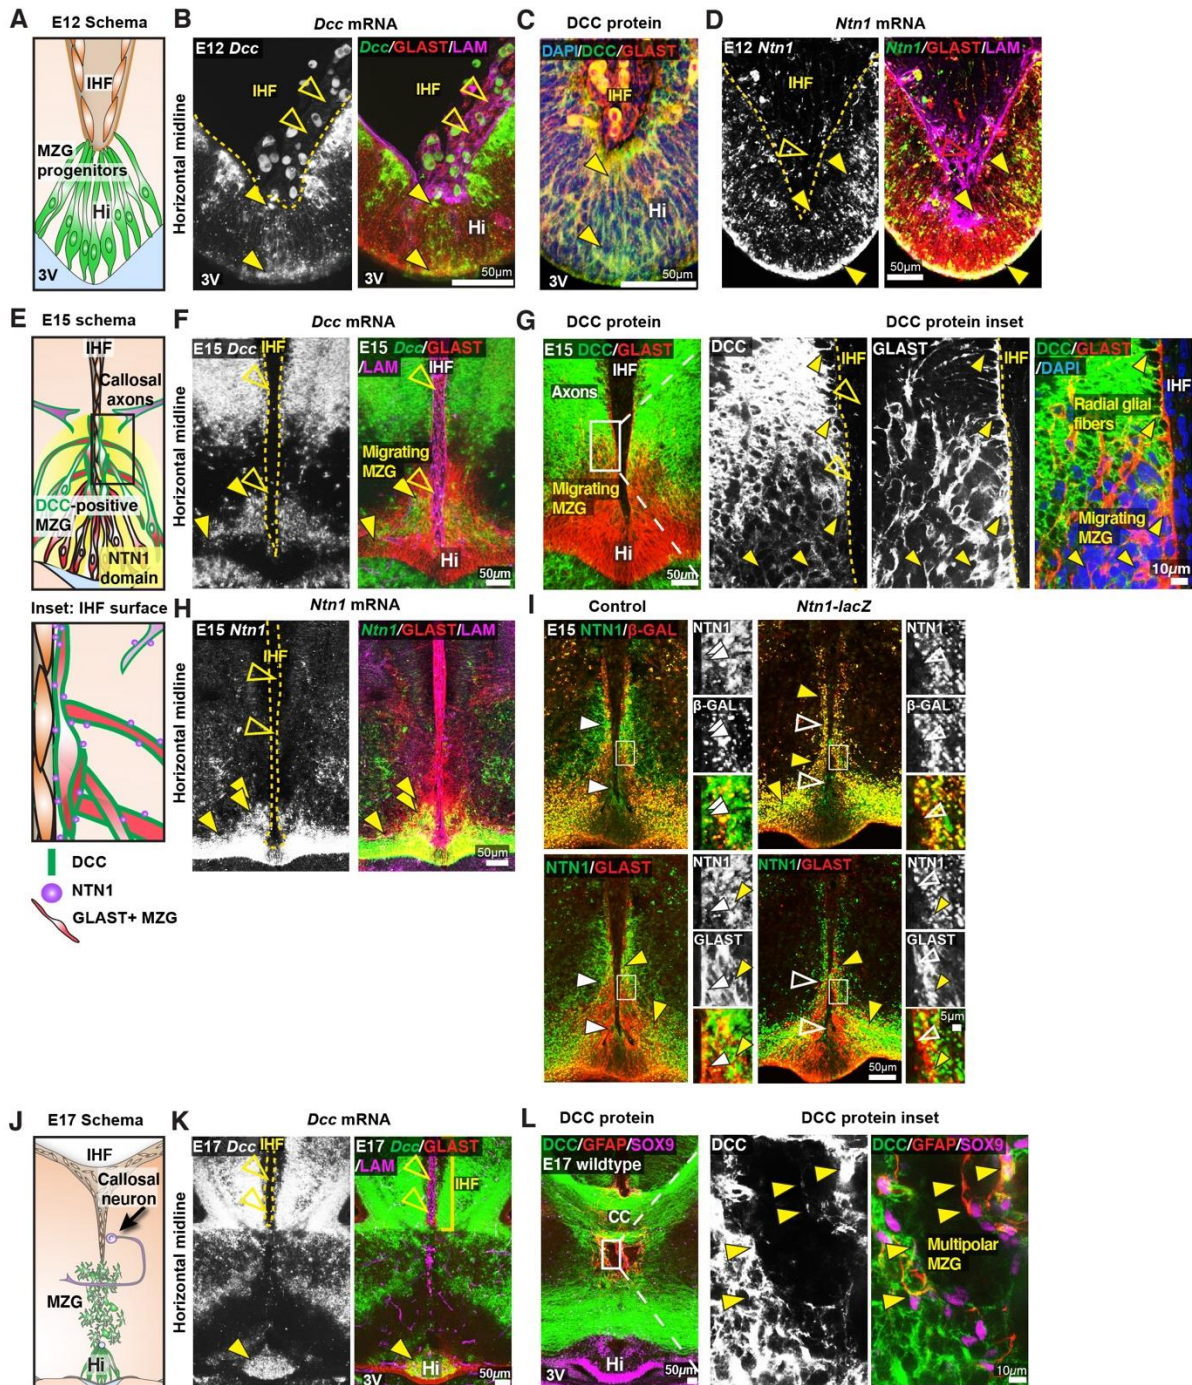 A
E12 Schema
IHF
MZG
progenitors
Hi
3V
B
Dcc mRNA
Horizontal midline
E12 Dcc
IHF
3V
Dcc/GLAST/LAM
IHF
Hi
50µm
C
DCC protein
DAPI/DCC/GLAST
IHF
Hi
3V
50µm
D
Ntn1 mRNA
E12 Ntn1
IHF
Ntn1/GLAST/LAM
50µm
E
E15 schema
IHF
Callosal
axons
DCC-positive
MZG
NTN1
domain
Inset: IHF surface
DCC
NTN1
GLAST+ MZG
F
Dcc mRNA
Horizontal midline
E15 Dcc
IHF
E15 Dcc/GLAST
/LAM
IHF
Migrating
MZG
Hi
50µm
G
DCC protein
E15 DCC/GLAST
IHF
Axons
Migrating
MZG
Hi
50µm
DCC protein inset
DCC
IHF
GLAST
IHF
DCC/GLAST
/DAPI
IHF
Radial glial
fibers
Migrating
MZG
10µm
H
Ntn1 mRNA
Horizontal midline
E15 Ntn1
IHF
Ntn1/GLAST/LAM
50µm
I
Control
E15 NTN1/β-GAL
NTN1
β-GAL
Ntn1-lacZ
NTN1
β-GAL
NTN1/GLAST
NTN1
GLAST
NTN1/GLAST
50µm
NTN1
GLAST
5µm
J
E17 Schema
IHF
Callosal
neuron
MZG
Hi
K
Dcc mRNA
Horizontal midline
E17 Dcc
IHF
E17 Dcc/GLAST
/LAM
IHF
Hi
3V
50µm
L
DCC protein
DCC/GFAP/SOX9
E17 wildtype
CC
Hi
3V
50µm
DCC protein inset
DCC
DCC/GFAP/SOX9
Multipolar
MZG
10µm